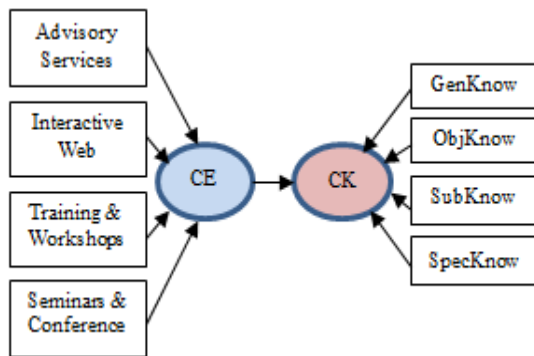 Advisory
Services
Interactive
Web
Training &
Workshops
Seminars &
Conference
CE
CK
GenKnow
ObjKnow
SubKnow
SpecKnow